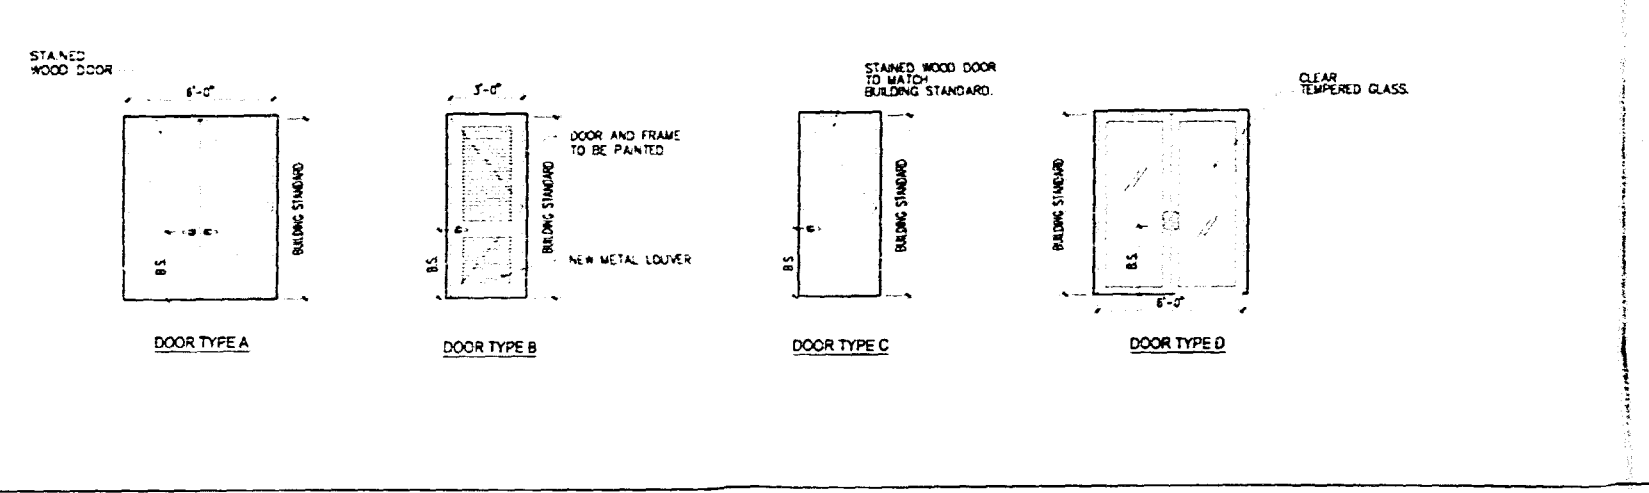 STAINED
WOOD DOOR
6'-0"
BUILDING STANDARD
B.S.
DOOR TYPE A
3'-0"
DOOR AND FRAME
TO BE PAINTED
BUILDING STANDARD
B.S.
NEW METAL LOUVER
DOOR TYPE B
STAINED WOOD DOOR
TO MATCH
BUILDING STANDARD.
BUILDING STANDARD
B.S.
DOOR TYPE C
CLEAR
TEMPERED GLASS.
BUILDING STANDARD
B.S.
6'-0"
DOOR TYPE D